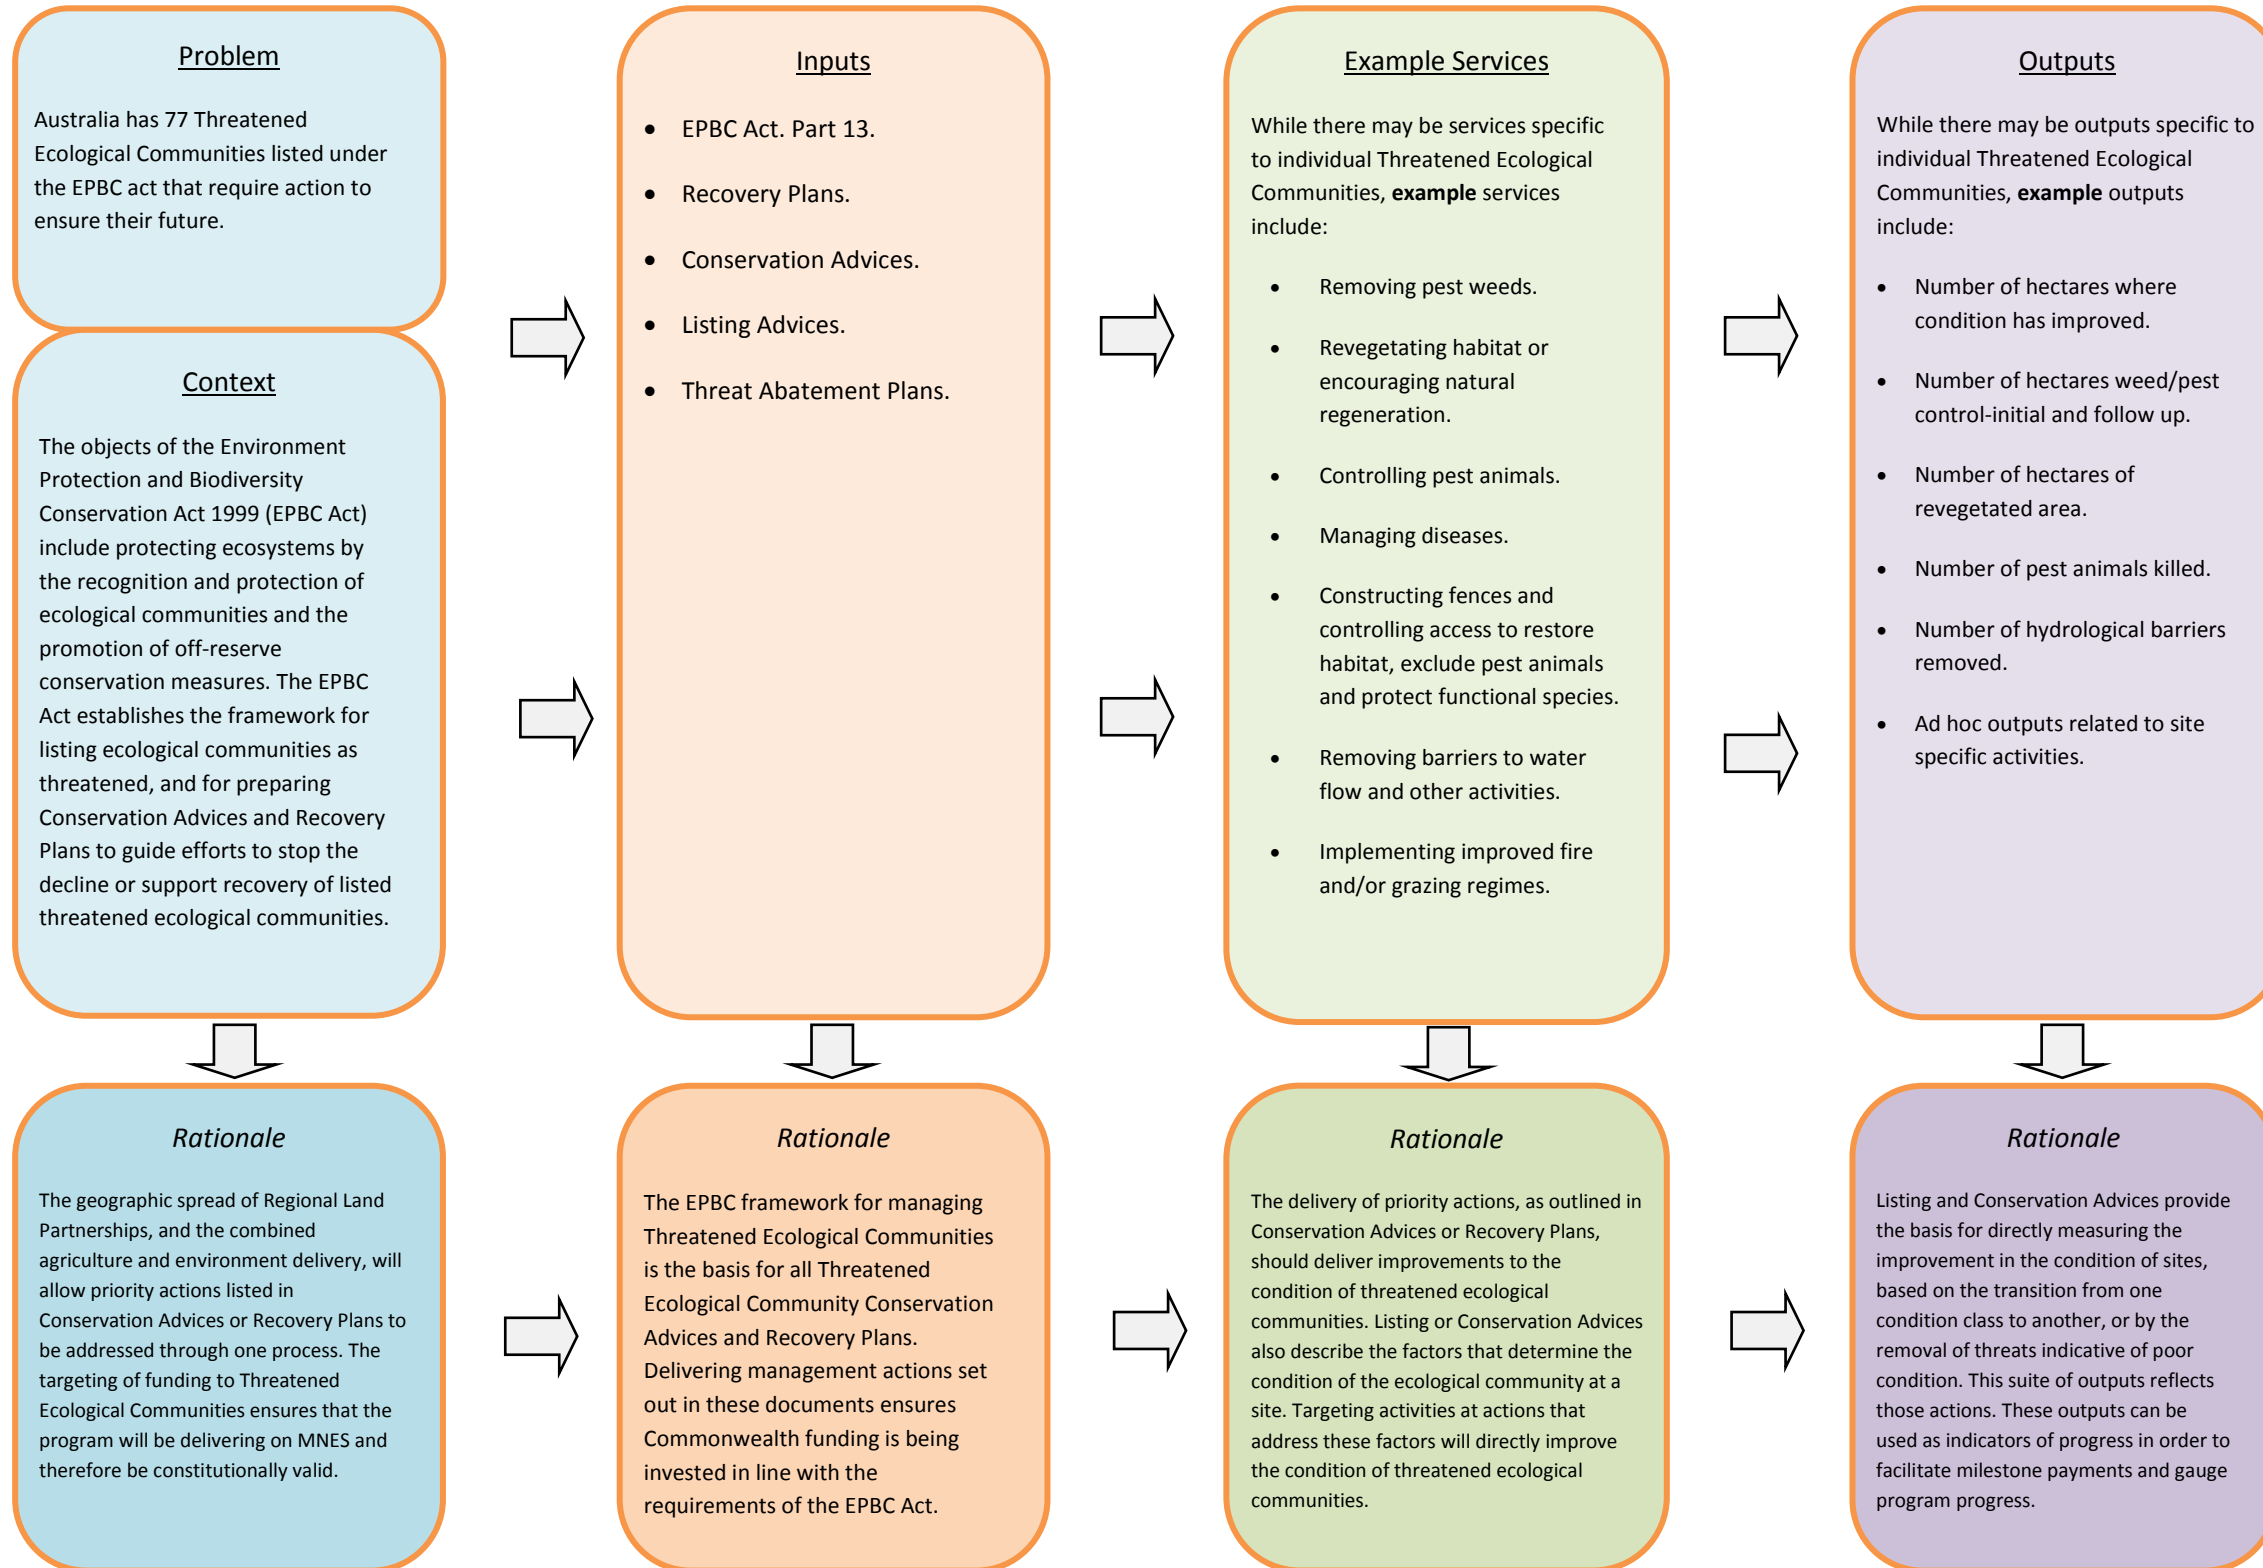 Problem
Australia has 77 Threatened
Ecological Communities listed under
the EPBC act that require action to
ensure their future.
Context
The objects of the Environment
Protection and Biodiversity
Conservation Act 1999 (EPBC Act)
include protecting ecosystems by
the recognition and protection of
ecological communities and the
promotion of off-reserve
conservation measures. The EPBC
Act establishes the framework for
listing ecological communities as
threatened, and for preparing
Conservation Advices and Recovery
Plans to guide efforts to stop the
decline or support recovery of listed
threatened ecological communities.
Inputs
• EPBC Act. Part 13.
• Recovery Plans.
• Conservation Advices.
• Listing Advices.
• Threat Abatement Plans.
Example Services
While there may be services specific
to individual Threatened Ecological
Communities, example services
include:
• Removing pest weeds.
• Revegetating habitat or
encouraging natural
regeneration.
• Controlling pest animals.
• Managing diseases.
• Constructing fences and
controlling access to restore
habitat, exclude pest animals
and protect functional species.
• Removing barriers to water
flow and other activities.
• Implementing improved fire
and/or grazing regimes.
Outputs
While there may be outputs specific to
individual Threatened Ecological
Communities, example outputs
include:
• Number of hectares where
condition has improved.
• Number of hectares weed/pest
control-initial and follow up.
• Number of hectares of
revegetated area.
• Number of pest animals killed.
• Number of hydrological barriers
removed.
• Ad hoc outputs related to site
specific activities.
Rationale
The geographic spread of Regional Land
Partnerships, and the combined
agriculture and environment delivery, will
allow priority actions listed in
Conservation Advices or Recovery Plans to
be addressed through one process. The
targeting of funding to Threatened
Ecological Communities ensures that the
program will be delivering on MNES and
therefore be constitutionally valid.
Rationale
The EPBC framework for managing
Threatened Ecological Communities
is the basis for all Threatened
Ecological Community Conservation
Advices and Recovery Plans.
Delivering management actions set
out in these documents ensures
Commonwealth funding is being
invested in line with the
requirements of the EPBC Act.
Rationale
The delivery of priority actions, as outlined in
Conservation Advices or Recovery Plans,
should deliver improvements to the
condition of threatened ecological
communities. Listing or Conservation Advices
also describe the factors that determine the
condition of the ecological community at a
site. Targeting activities at actions that
address these factors will directly improve
the condition of threatened ecological
communities.
Rationale
Listing and Conservation Advices provide
the basis for directly measuring the
improvement in the condition of sites,
based on the transition from one
condition class to another, or by the
removal of threats indicative of poor
condition. This suite of outputs reflects
those actions. These outputs can be
used as indicators of progress in order to
facilitate milestone payments and gauge
program progress.